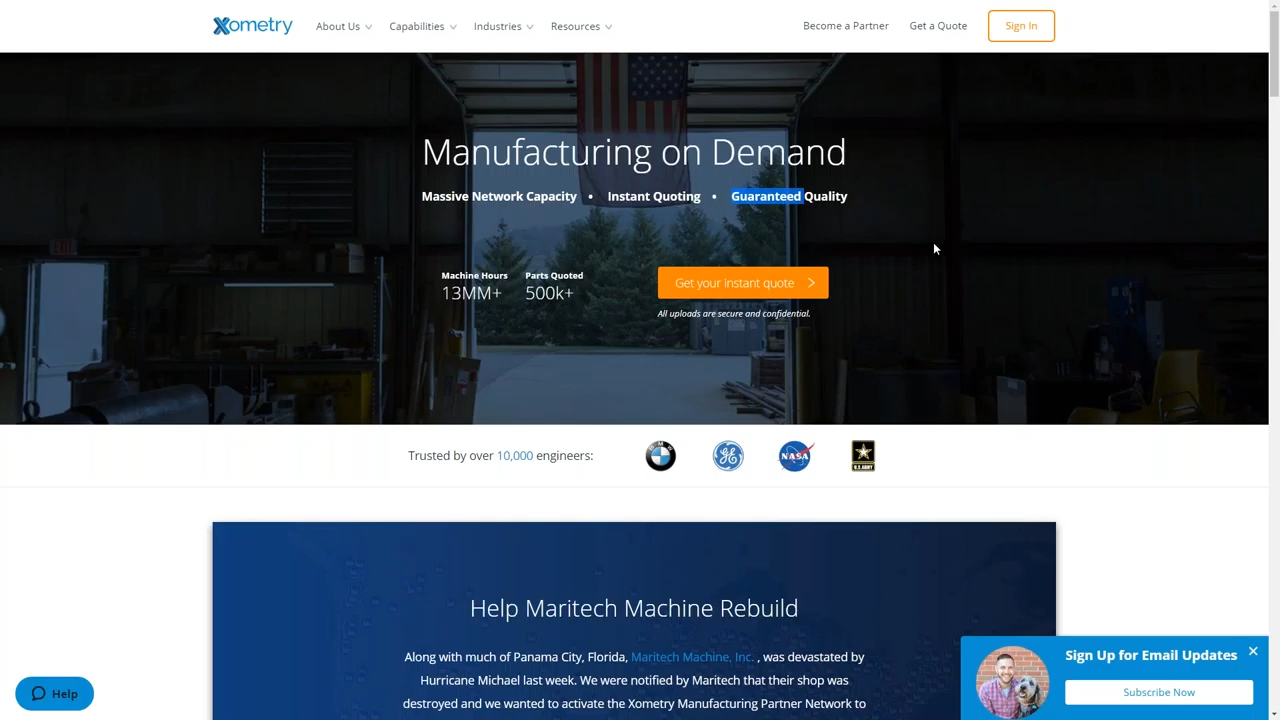 Xometry
About Us
Capabilities
Industries
Resources
Become a Partner
Get a Quote
Sign In
Manufacturing on Demand
Massive Network Capacity • Instant Quoting • Guaranteed Quality
Machine Hours
13MM+
Parts Quoted
500k+
Get your instant quote
All uploads are secure and confidential.
Trusted by over 10,000 engineers:
BMW
GE
NASA
U.S. ARMY
Help Maritech Machine Rebuild
Along with much of Panama City, Florida, Maritech Machine, Inc. , was devastated by
Hurricane Michael last week. We were notified by Maritech that their shop was
destroyed and we wanted to activate the Xometry Manufacturing Partner Network to
Sign Up for Email Updates
Subscribe Now
Help